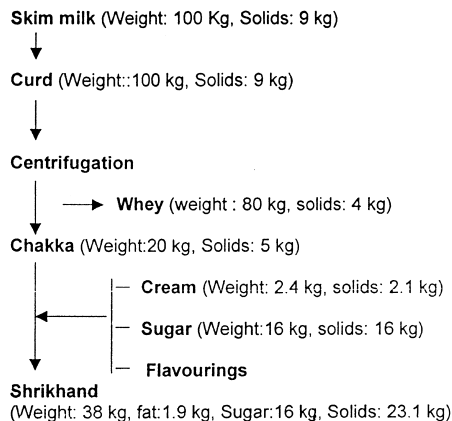 Skim milk (Weight: 100 Kg, Solids: 9 kg)
Curd (Weight::100 kg, Solids: 9 kg)
Centrifugation
Whey (weight : 80 kg, solids: 4 kg)
Chakka (Weight:20 kg, Solids: 5 kg)
Cream (Weight: 2.4 kg, solids: 2.1 kg)
Sugar (Weight:16 kg, solids: 16 kg)
Flavourings
Shrikhand
(Weight: 38 kg, fat:1.9 kg, Sugar:16 kg, Solids: 23.1 kg)